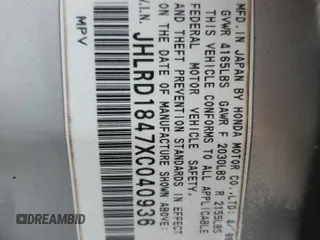 MFD. IN JAPAN BY HONDA MOTOR CO., LTD. 4/
GVWR 4165LBS GAWR F 2030LBS R 2155LBS
THIS VEHICLE CONFORMS TO ALL APPLICABLE
FEDERAL MOTOR VEHICLE SAFETY
AND THEFT PREVENTION STANDARDS IN EFFECT
ON THE DATE OF MANUFACTURE SHOWN ABOVE.
V.I.N. JHLRD1847XC040936
MPV
DREAMBID